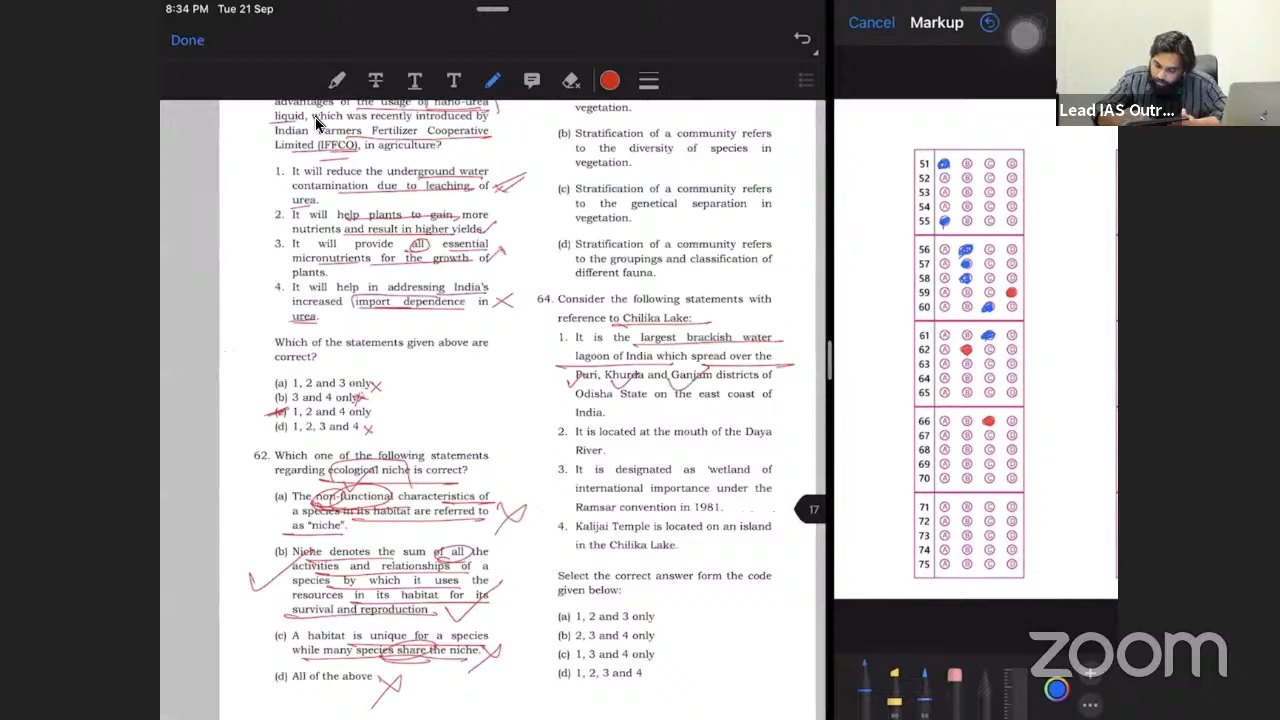 8:34 PM Tue 21 Sep
Done
advantages of the usage of nano-urea
liquid, which was recently introduced by
Indian Farmers Fertilizer Cooperative
Limited (IFFCO), in agriculture?
1. It will reduce the underground water
contamination due to leaching of
urea.
2. It will help plants to gain more
nutrients and result in higher yields
3. It will provide all essential
micronutrients for the growth of
plants.
4. It will help in addressing India's
increased import dependence in
urea.
Which of the statements given above are
correct?
(a) 1, 2 and 3 only
(b) 3 and 4 only
(c) 1, 2 and 4 only
(d) 1, 2, 3 and 4
62. Which one of the following statements
regarding ecological niche is correct?
(a) The non-functional characteristics of
a species in its habitat are referred to
as "niche".
(b) Niche denotes the sum of all the
activities and relationships of a
species by which it uses the
resources in its habitat for its
survival and reproduction
(c) A habitat is unique for a species
while many species share the niche.
(d) All of the above
vegetation.
(b) Stratification of a community refers
to the diversity of species in
vegetation.
(c) Stratification of a community refers
to the genetical separation in
vegetation.
(d) Stratification of a community refers
to the groupings and classification of
different fauna.
64. Consider the following statements with
reference to Chilika Lake:
1. It is the largest brackish water
lagoon of India which spread over the
Puri, Khurda and Ganjam districts of
Odisha State on the east coast of
India.
2. It is located at the mouth of the Daya
River.
3. It is designated as 'wetland of
international importance under the
Ramsar convention in 1981.
4. Kalijai Temple is located on an island
in the Chilika Lake.
Select the correct answer form the code
given below:
(a) 1, 2 and 3 only
(b) 2, 3 and 4 only
(c) 1, 3 and 4 only
(d) 1, 2, 3 and 4
17
Cancel Markup
Lead IAS Outr...
51 B C D
52 A B C D
53 A B C D
54 A B C D
55 B C D
56 A C D
57 A C D
58 A C D
59 A B C
60 A B D
61 A B D
62 A C D
63 A B C D
64 A B C D
65 A B C D
66 A B D
67 A B C D
68 A B C D
69 A B C D
70 A B C D
71 A B C D
72 A B C D
73 A B C D
74 A B C D
75 A B C D
zoom